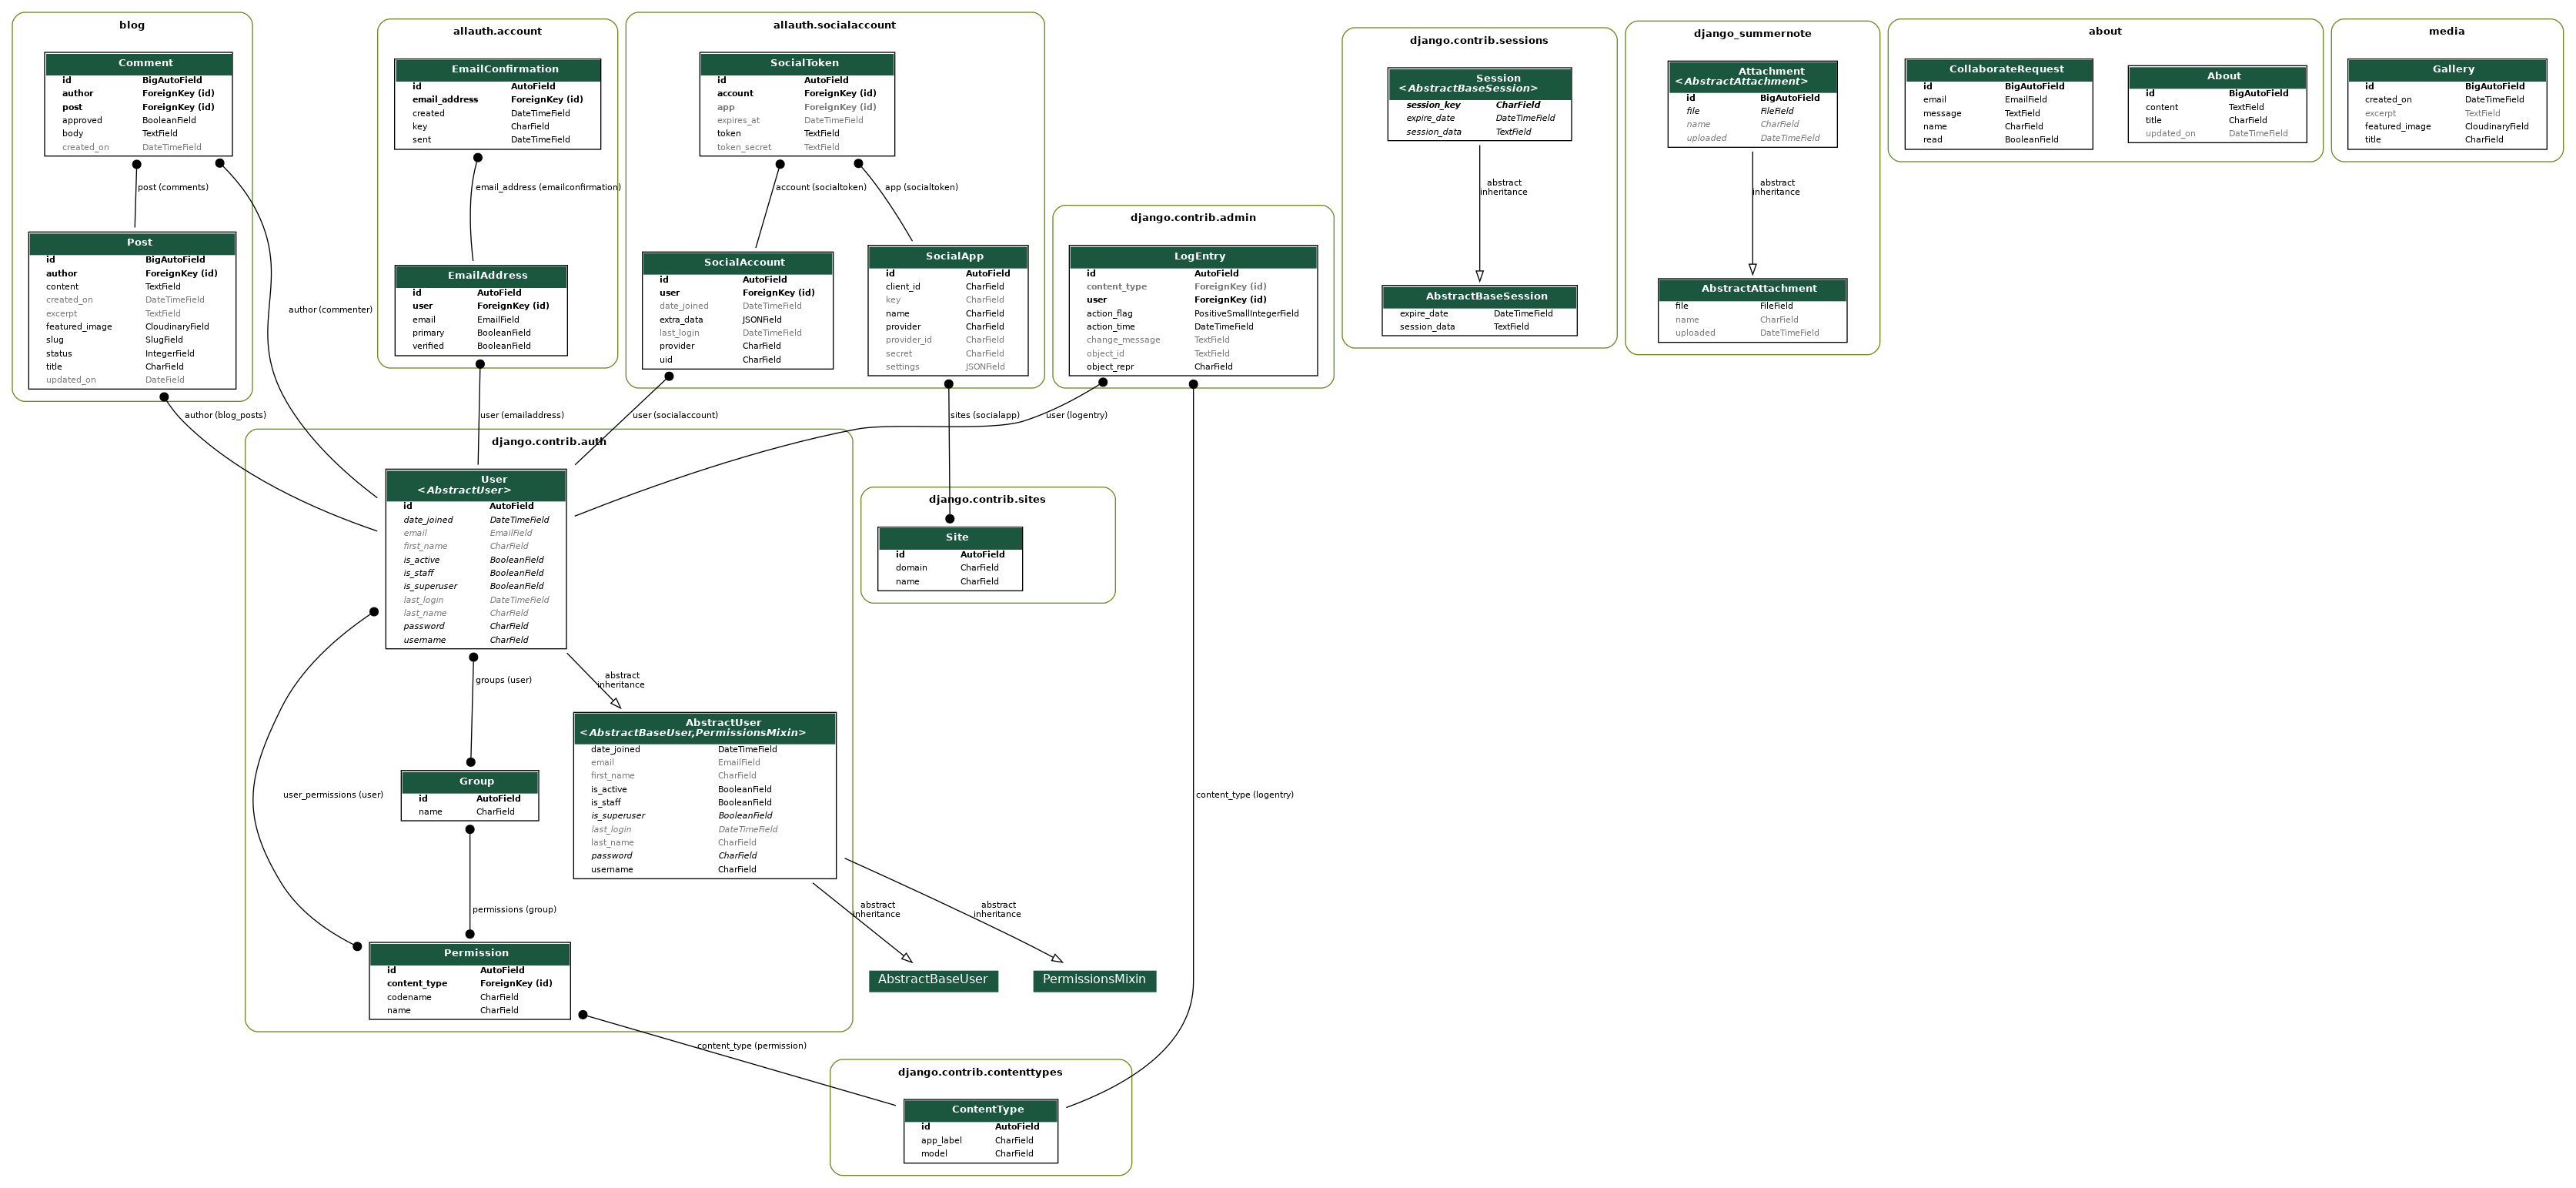 blog
Comment
id BigAutoField
author ForeignKey (id)
post ForeignKey (id)
approved BooleanField
body TextField
created_on DateTimeField
post (comments)
author (commenter)
Post
id BigAutoField
author ForeignKey (id)
content TextField
created_on DateTimeField
excerpt TextField
featured_image CloudinaryField
slug SlugField
status IntegerField
title CharField
updated_on DateField
author (blog_posts)
allauth.account
EmailConfirmation
id AutoField
email_address ForeignKey (id)
created DateTimeField
key CharField
sent DateTimeField
email_address (emailconfirmation)
EmailAddress
id AutoField
user ForeignKey (id)
email EmailField
primary BooleanField
verified BooleanField
user (emailaddress)
allauth.socialaccount
SocialToken
id AutoField
account ForeignKey (id)
app ForeignKey (id)
expires_at DateTimeField
token TextField
token_secret TextField
account (socialtoken)
app (socialtoken)
SocialAccount
id AutoField
user ForeignKey (id)
date_joined DateTimeField
extra_data JSONField
last_login DateTimeField
provider CharField
uid CharField
user (socialaccount)
SocialApp
id AutoField
client_id CharField
key CharField
name CharField
provider CharField
provider_id CharField
secret CharField
settings JSONField
sites (socialapp)
django.contrib.admin
LogEntry
id AutoField
content_type ForeignKey (id)
user ForeignKey (id)
action_flag PositiveSmallIntegerField
action_time DateTimeField
change_message TextField
object_id TextField
object_repr CharField
user (logentry)
content_type (logentry)
django.contrib.sessions
Session
<AbstractBaseSession>
session_key CharField
expire_date DateTimeField
session_data TextField
abstract
inheritance
AbstractBaseSession
expire_date DateTimeField
session_data TextField
django_summernote
Attachment
<AbstractAttachment>
id BigAutoField
file FileField
name CharField
uploaded DateTimeField
abstract
inheritance
AbstractAttachment
file FileField
name CharField
uploaded DateTimeField
about
CollaborateRequest
id BigAutoField
email EmailField
message TextField
name CharField
read BooleanField
About
id BigAutoField
content TextField
title CharField
updated_on DateTimeField
media
Gallery
id BigAutoField
created_on DateTimeField
excerpt TextField
featured_image CloudinaryField
title CharField
django.contrib.auth
User
<AbstractUser>
id AutoField
date_joined DateTimeField
email EmailField
first_name CharField
is_active BooleanField
is_staff BooleanField
is_superuser BooleanField
last_login DateTimeField
last_name CharField
password CharField
username CharField
groups (user)
abstract
inheritance
user_permissions (user)
AbstractUser
<AbstractBaseUser,PermissionsMixin>
date_joined DateTimeField
email EmailField
first_name CharField
is_active BooleanField
is_staff BooleanField
is_superuser BooleanField
last_login DateTimeField
last_name CharField
password CharField
username CharField
Group
id AutoField
name CharField
permissions (group)
Permission
id AutoField
content_type ForeignKey (id)
codename CharField
name CharField
content_type (permission)
django.contrib.sites
Site
id AutoField
domain CharField
name CharField
abstract
inheritance
abstract
inheritance
AbstractBaseUser
PermissionsMixin
django.contrib.contenttypes
ContentType
id AutoField
app_label CharField
model CharField